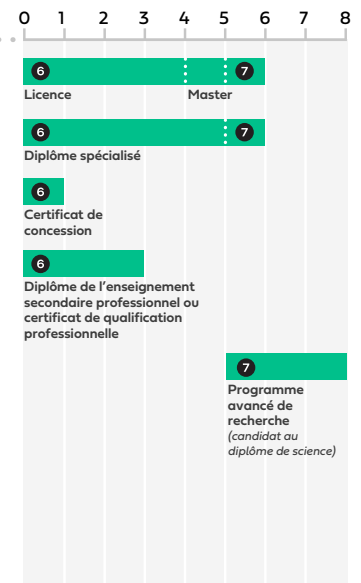 0 1 2 3 4 5 6 7 8
6 7
Licence Master
6 7
Diplôme spécialisé
6
Certificat de
concession
6
Diplôme de l'enseignement
secondaire professionnel ou
certificat de qualification
professionnelle
7
Programme
avancé de
recherche
(candidat au
diplôme de science)